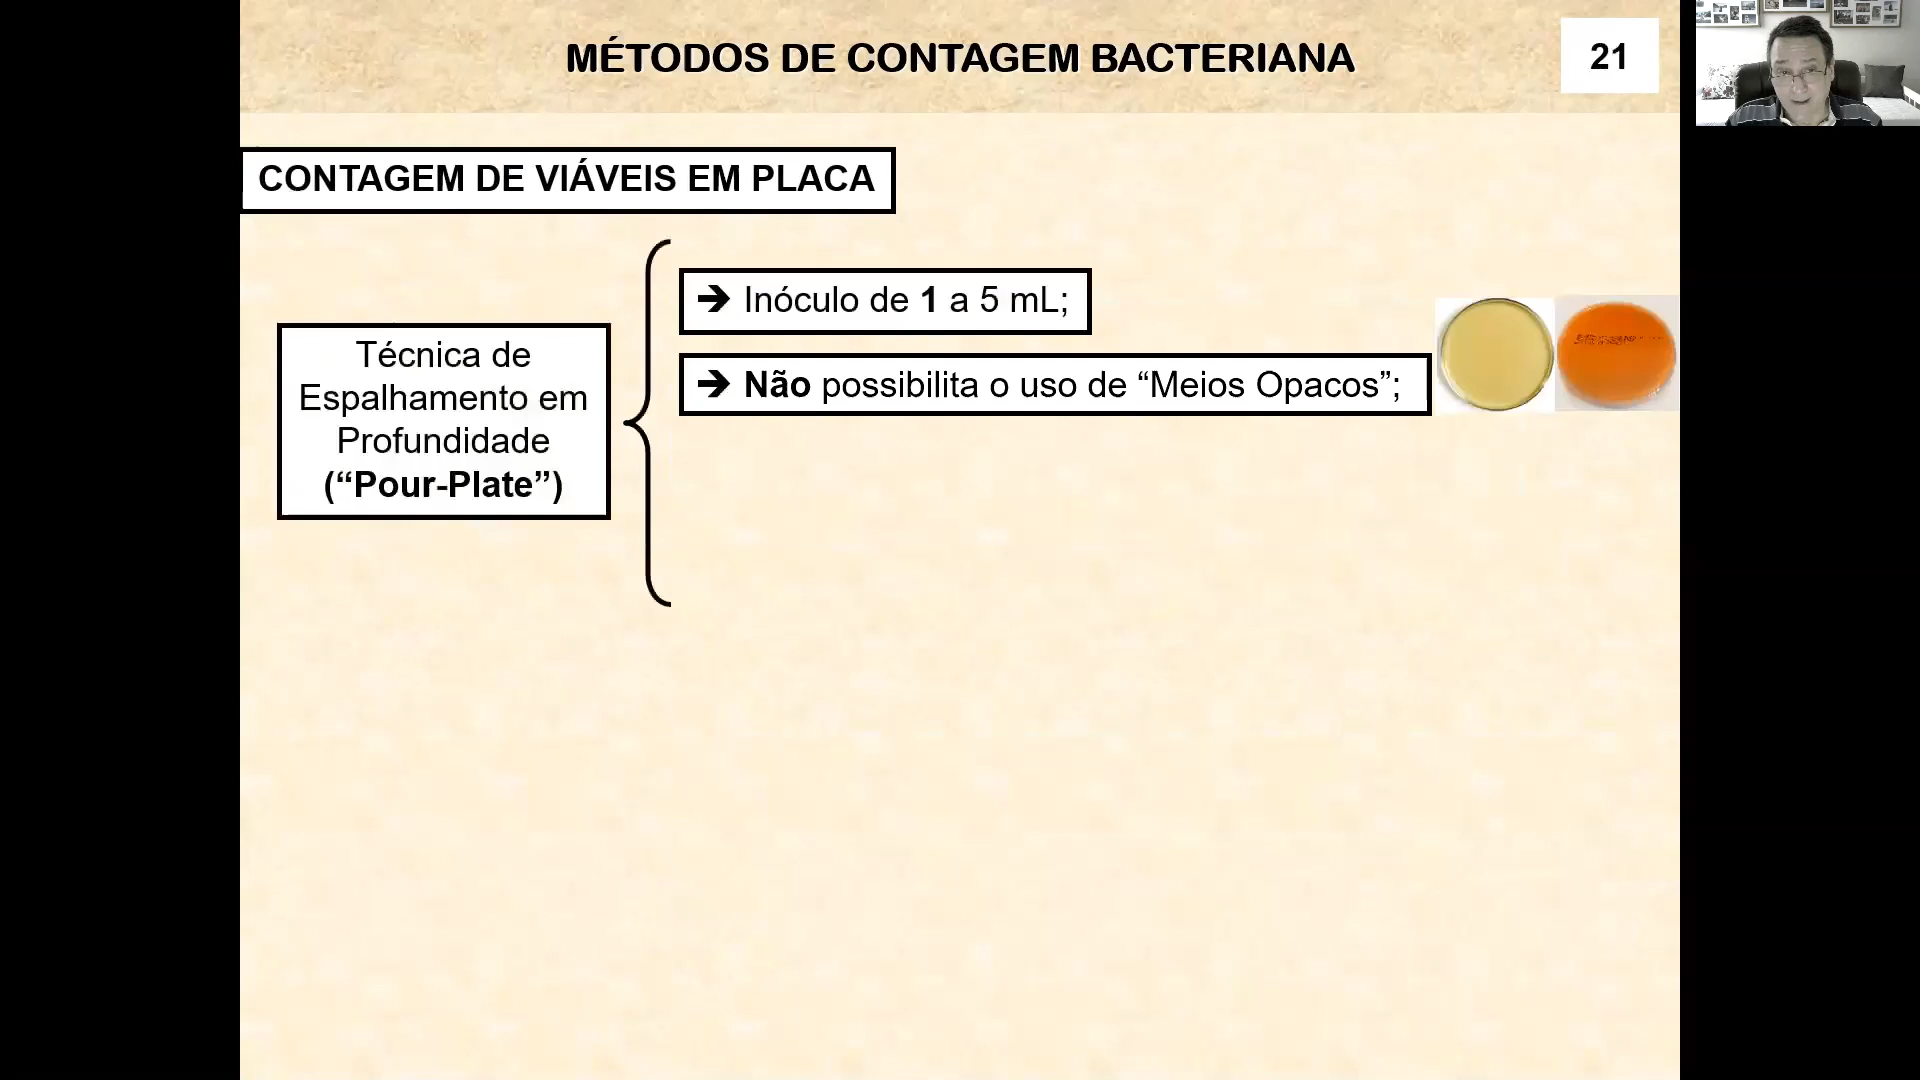 MÉTODOS DE CONTAGEM BACTERIANA
21
CONTAGEM DE VIÁVEIS EM PLACA
Técnica de
Espalhamento em
Profundidade
(“Pour-Plate”)
➔ Inóculo de 1 a 5 mL;
➔ Não possibilita o uso de “Meios Opacos”;